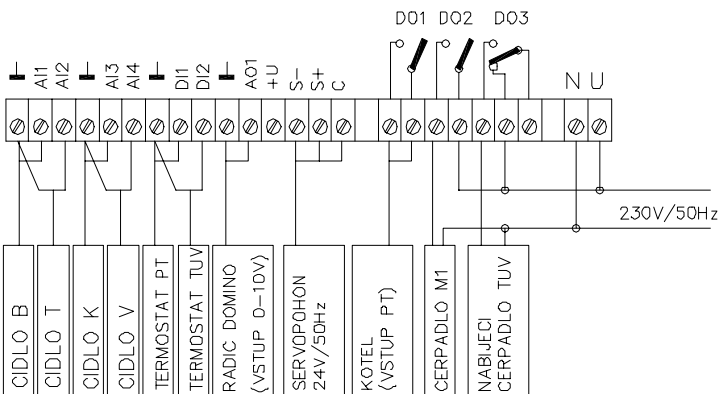 DO1 DO2 DO3
AI1
AI2
AI3
AI4
DI1
DI2
AO1
+U
S-
S+
C
N U
230V/50Hz
CIDLO B
CIDLO T
CIDLO K
CIDLO V
TERMOSTAT PT
TERMOSTAT TUV
RADIC DOMINO
(VSTUP 0-10V)
SERVOPOHON
24V/50Hz
KOTEL
(VSTUP PT)
CERPADLO M1
NABIJECI
CERPADLO TUV